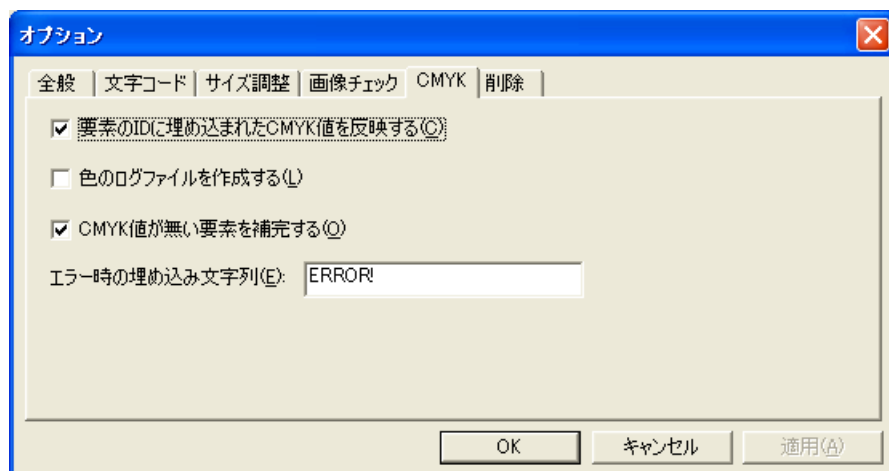 オプション
全般 文字コード サイズ調整 画像チェック CMYK 削除
要素のIDに埋め込まれたCMYK値を反映する(C)
色のログファイルを作成する(L)
CMYK値が無い要素を補完する(O)
エラー時の埋め込み文字列(E): ERROR!
OK キャンセル 適用(A)